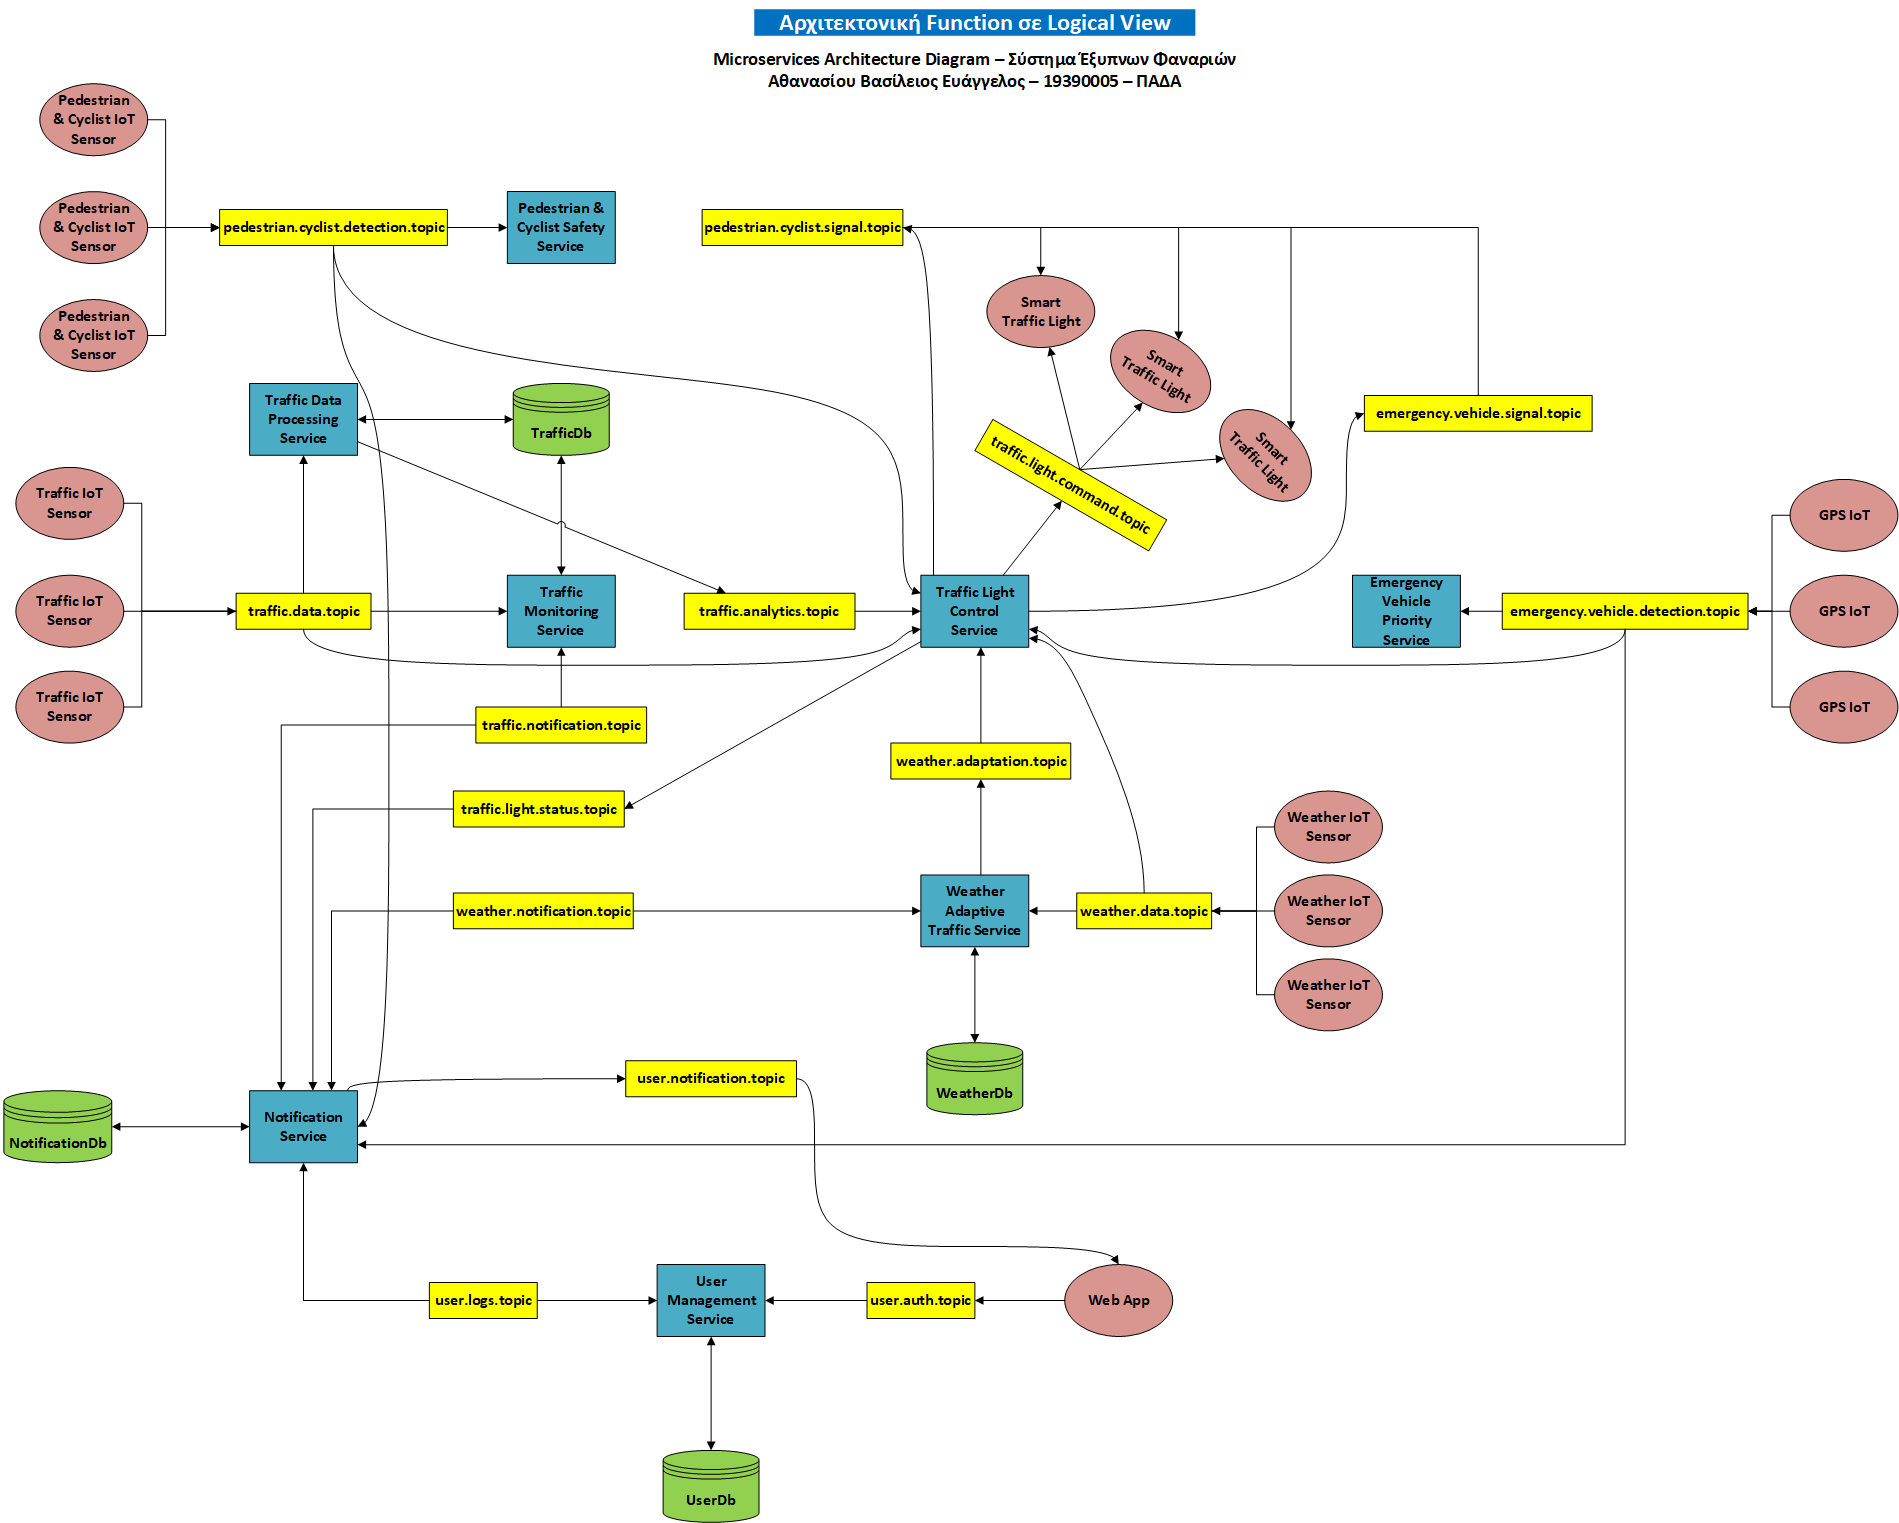 Αρχιτεκτονική Function σε Logical View
Microservices Architecture Diagram – Σύστημα Έξυπνων Φαναριών
Αθανασίου Βασίλειος Ευάγγελος – 19390005 – ΠΑΔΑ
Pedestrian
& Cyclist IoT
Sensor
Pedestrian
& Cyclist IoT
Sensor
Pedestrian
& Cyclist IoT
Sensor
pedestrian.cyclist.detection.topic
Pedestrian &
Cyclist Safety
Service
pedestrian.cyclist.signal.topic
Smart
Traffic Light
Smart
Traffic Light
Smart
Traffic Light
traffic.light.command.topic
emergency.vehicle.signal.topic
Traffic Data
Processing
Service
TrafficDb
Traffic IoT
Sensor
Traffic IoT
Sensor
Traffic IoT
Sensor
traffic.data.topic
Traffic
Monitoring
Service
traffic.analytics.topic
Traffic Light
Control
Service
Emergency
Vehicle
Priority
Service
emergency.vehicle.detection.topic
GPS IoT
GPS IoT
GPS IoT
traffic.notification.topic
weather.adaptation.topic
traffic.light.status.topic
weather.notification.topic
Weather
Adaptive
Traffic Service
weather.data.topic
Weather IoT
Sensor
Weather IoT
Sensor
Weather IoT
Sensor
WeatherDb
user.notification.topic
NotificationDb
Notification
Service
user.logs.topic
User
Management
Service
user.auth.topic
Web App
UserDb